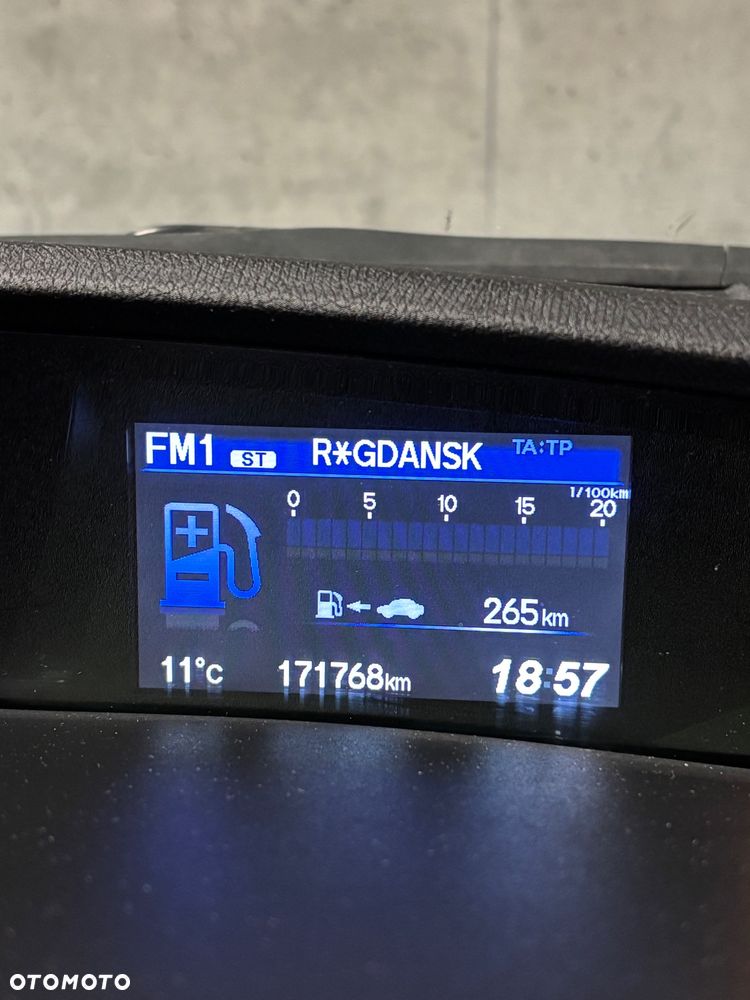 FM1 ST R*GDANSK TA:TP
l/100km
0 5 10 15 20
265km
11°C 171768km 18:57
OTOMOTO